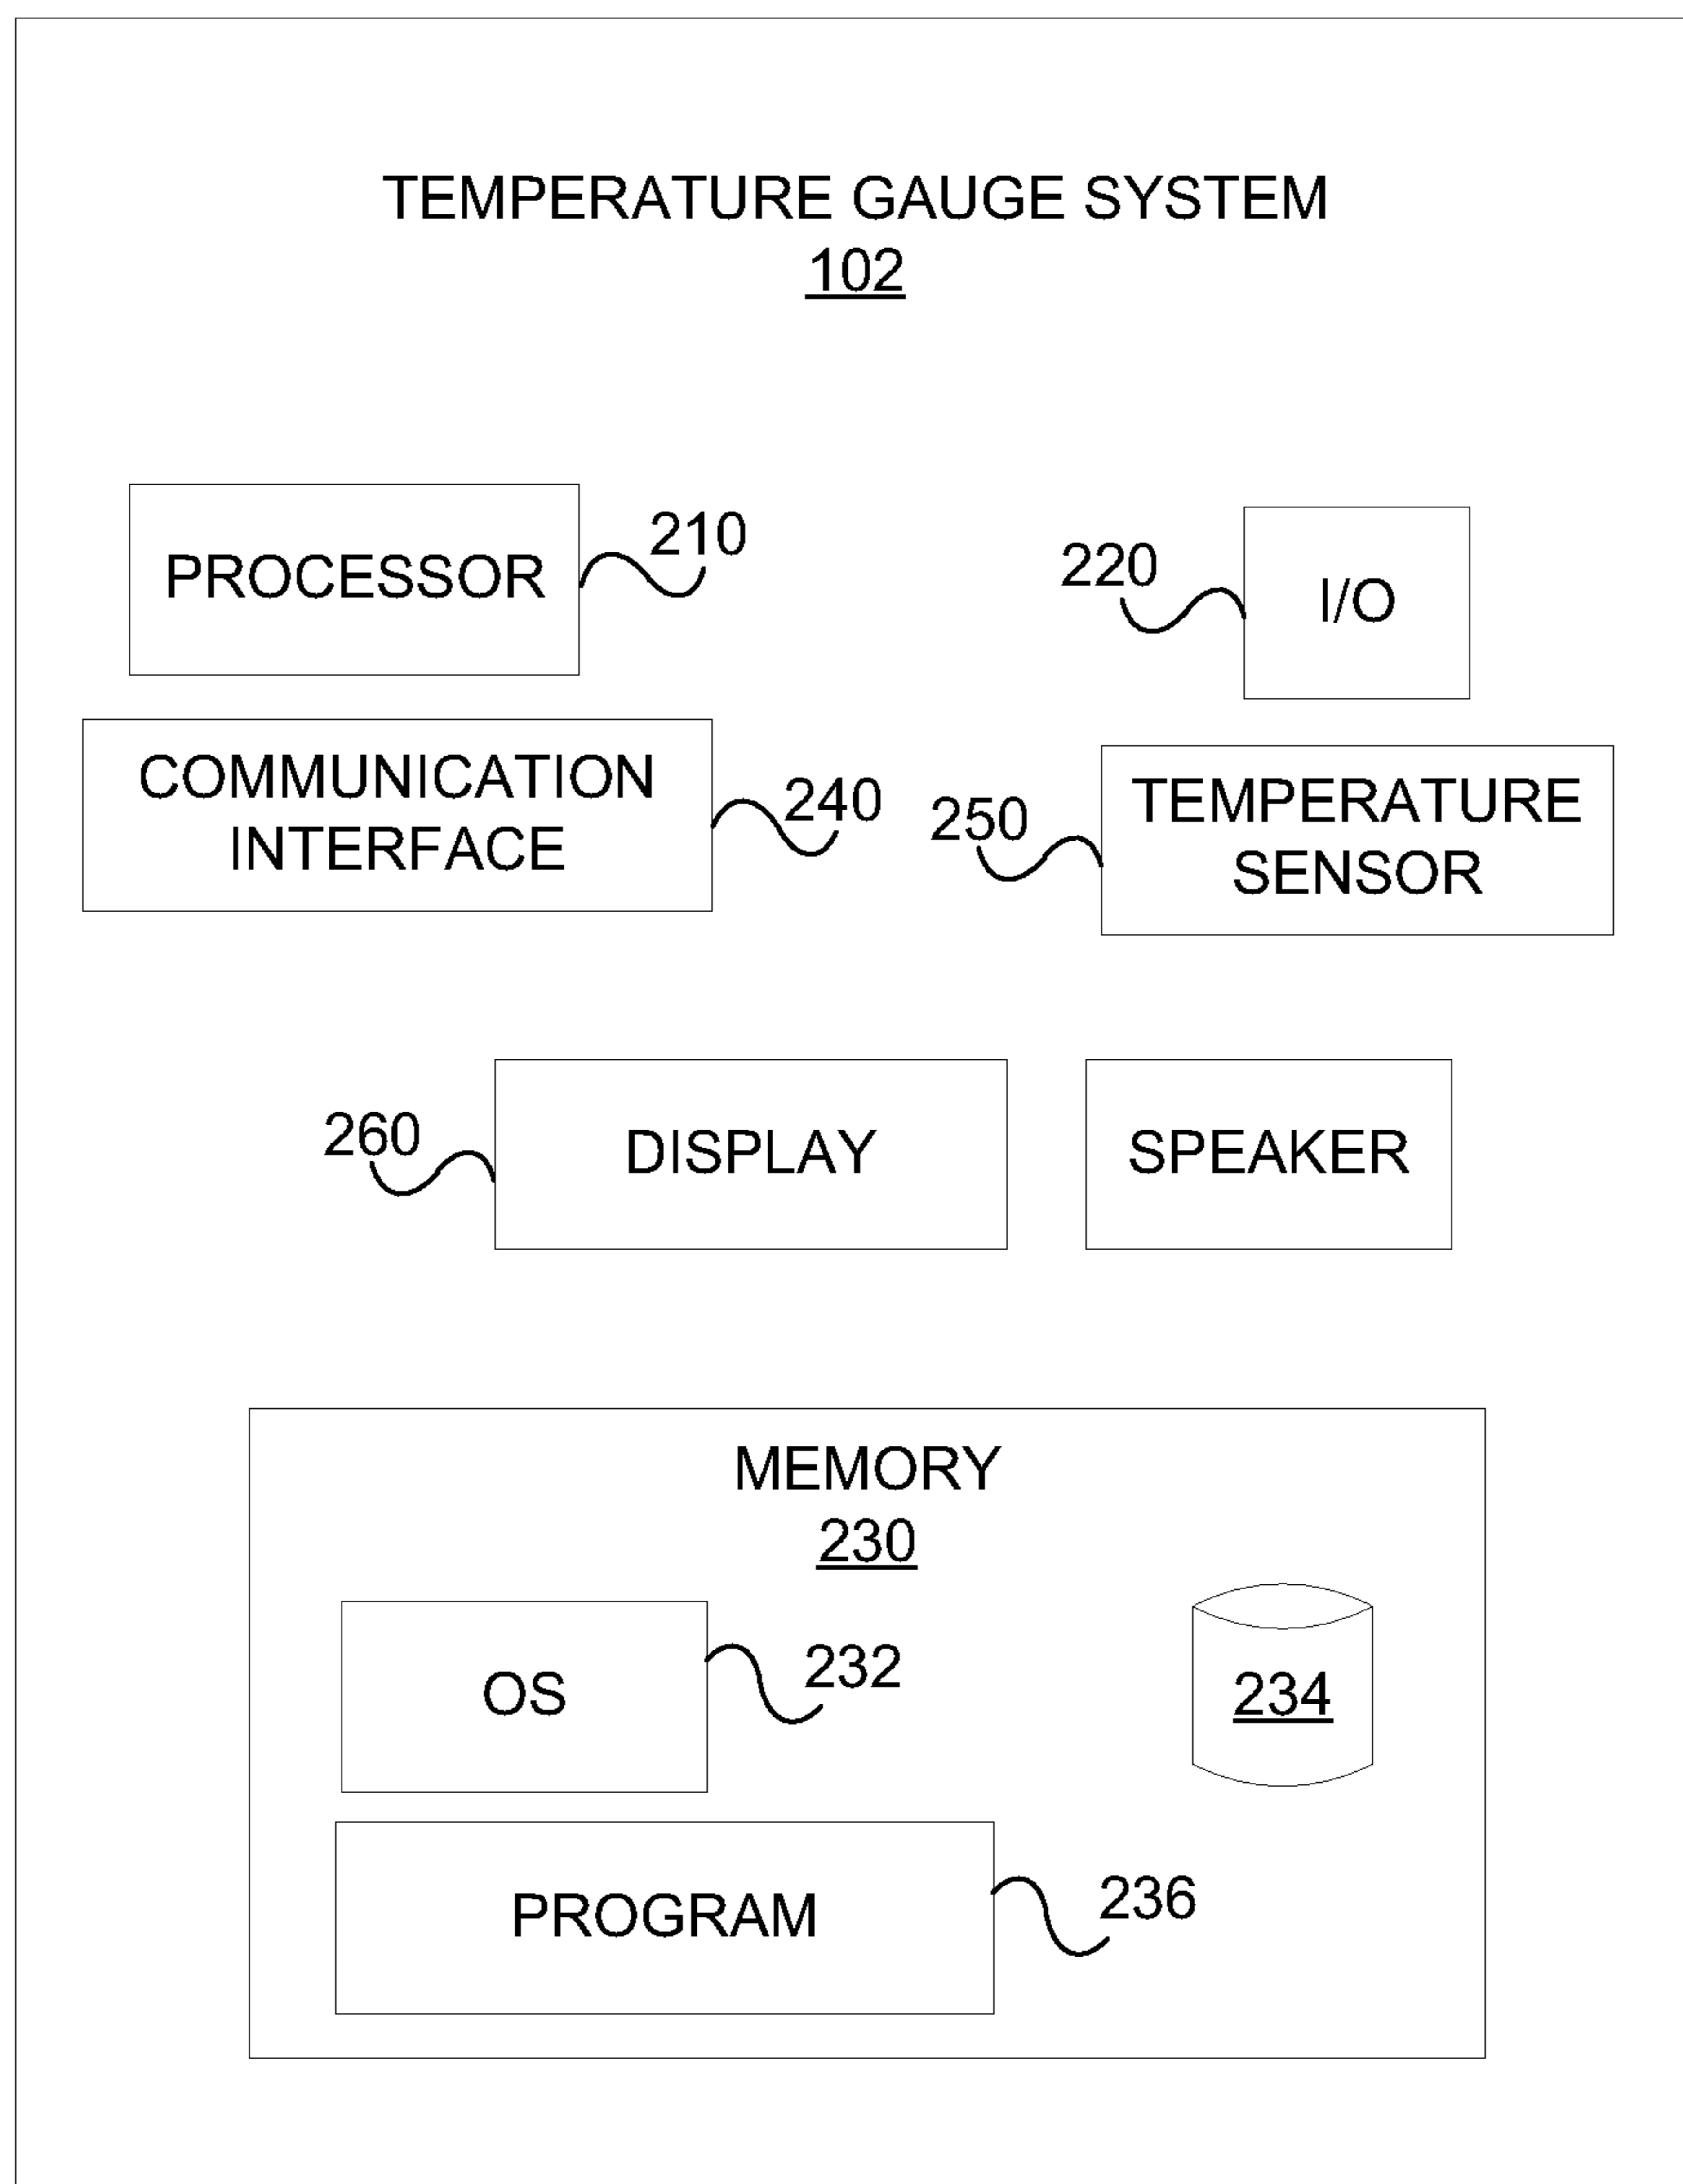 TEMPERATURE GAUGE SYSTEM
102
PROCESSOR
210
220
I/O
COMMUNICATION
INTERFACE
240
250
TEMPERATURE
SENSOR
260
DISPLAY
SPEAKER
MEMORY
230
OS
232
234
PROGRAM
236